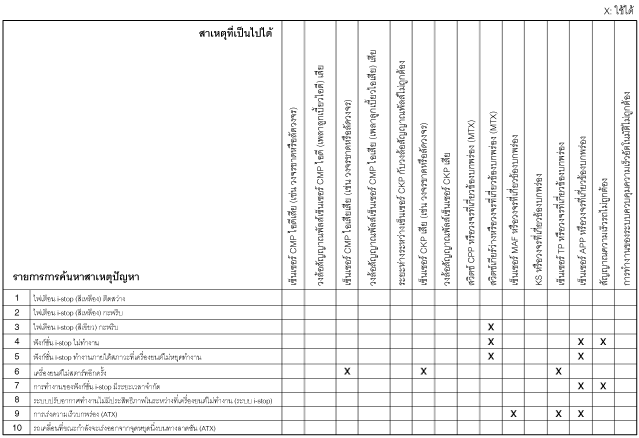 X: ใช้ได้
สาเหตุที่เป็นไปได้
เซ็นเซอร์ CMP ไอดีเสีย (เช่น วงจรขาดหรือลัดวงจร)
วงล้อสัญญาณพัลส์เซ็นเซอร์ CMP ไอดี (เพลาลูกเบี้ยวไอดี) เสีย
เซ็นเซอร์ CMP ไอเสียเสีย (เช่น วงจรขาดหรือลัดวงจร)
วงล้อสัญญาณพัลส์เซ็นเซอร์ CMP ไอเสีย (เพลาลูกเบี้ยวไอเสีย) เสีย
ระยะห่างระหว่างเซ็นเซอร์ CKP กับวงล้อสัญญาณพัลส์ไม่ถูกต้อง
เซ็นเซอร์ CKP เสีย (เช่น วงจรขาดหรือลัดวงจร)
วงล้อสัญญาณพัลส์เซ็นเซอร์ CKP เสีย
สวิตช์ CPP หรือวงจรที่เกี่ยวข้องบกพร่อง (MTX)
สวิตช์เกียร์ว่างหรือวงจรที่เกี่ยวข้องบกพร่อง (MTX)
เซ็นเซอร์ MAF หรือวงจรที่เกี่ยวข้องบกพร่อง
KS หรือวงจรที่เกี่ยวข้องบกพร่อง
เซ็นเซอร์ TP หรือวงจรที่เกี่ยวข้องบกพร่อง
เซ็นเซอร์ APP หรือวงจรที่เกี่ยวข้องบกพร่อง
สัญญาณความเร็วรถไม่ถูกต้อง
การทำงานของระบบควบคุมความเร็วอัตโนมัติไม่ถูกต้อง
รายการการค้นหาสาเหตุปัญหา
1 ไฟเตือน i-stop (สีเหลือง) ติดสว่าง
2 ไฟเตือน i-stop (สีเหลือง) กะพริบ
3 ไฟเตือน i-stop (สีเขียว) กะพริบ X
4 ฟังก์ชั่น i-stop ไม่ทำงาน X X X
5 ฟังก์ชั่น i-stop ทำงานภายใต้สภาวะที่เครื่องยนต์ไม่หยุดทำงาน X X
6 เครื่องยนต์ไม่สตาร์ทอีกครั้ง X X X
7 การทำงานของฟังก์ชั่น i-stop มีระยะเวลาจำกัด X X
8 ระบบปรับอากาศทำงานไม่มีประสิทธิภาพในระหว่างที่เครื่องยนต์ไม่ทำงาน (ระบบ i-stop)
9 การเร่งความเร็วบกพร่อง (ATX) X X X
10 รถเคลื่อนที่ขณะกำลังจะเร่งออกจากจุดหยุดนิ่งบนทางลาดชัน (ATX)